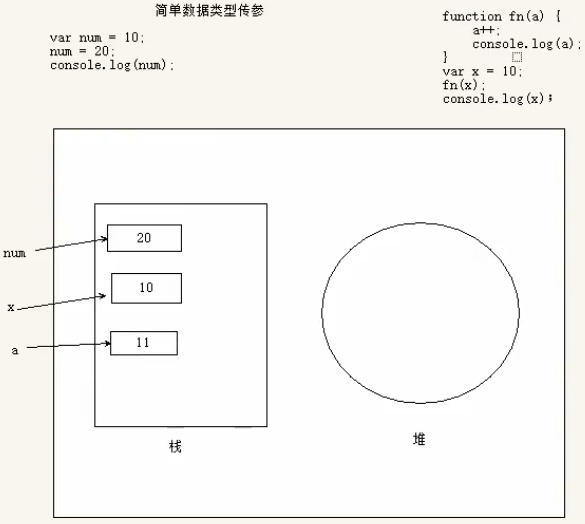 简单数据类型传参
var num = 10;
num = 20;
console.log(num);
function fn(a) {
a++;
console.log(a);
}
var x = 10;
fn(x);
console.log(x);
num
20
x
10
a
11
栈
堆